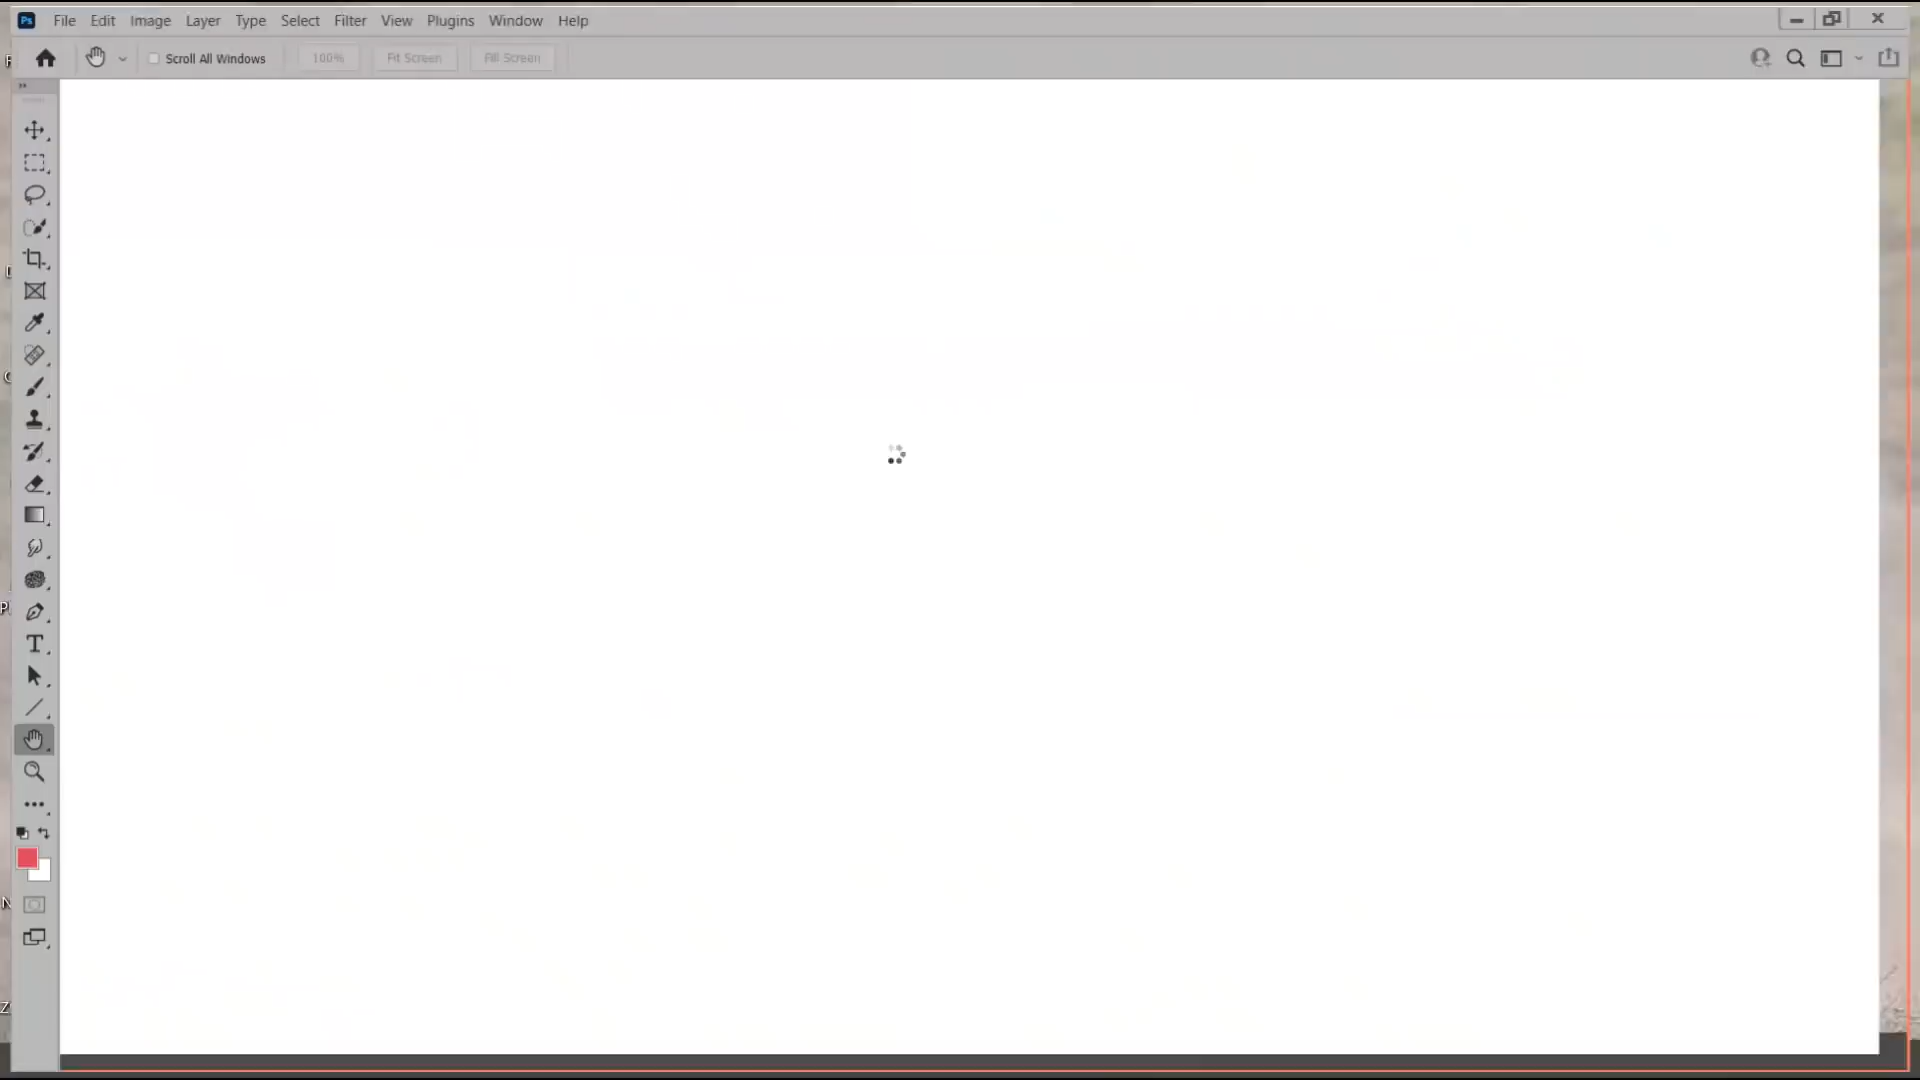 Ps File Edit Image Layer Type Select Filter View Plugins Window Help
Scroll All Windows 100% Fit Screen Fill Screen
T